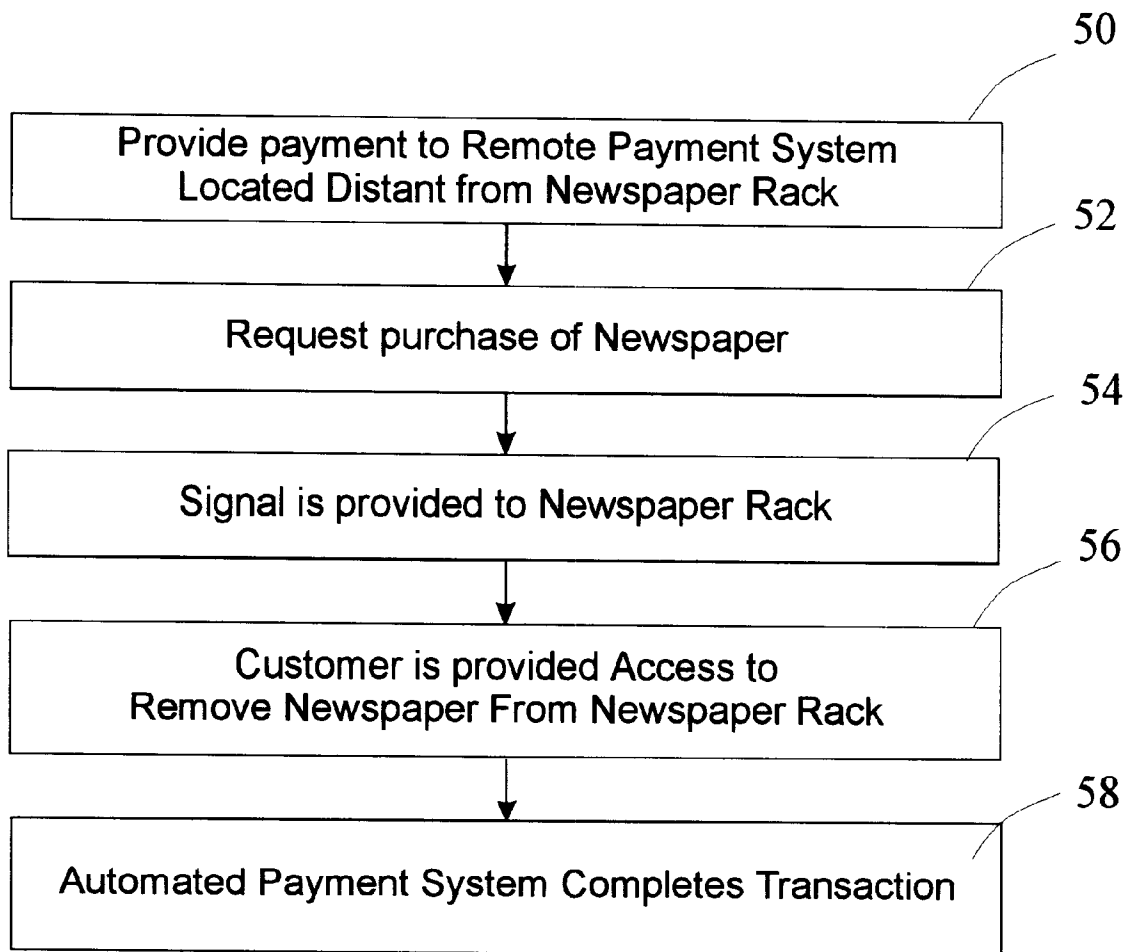 50
Provide payment to Remote Payment System
Located Distant from Newspaper Rack
52
Request purchase of Newspaper
54
Signal is provided to Newspaper Rack
56
Customer is provided Access to
Remove Newspaper From Newspaper Rack
58
Automated Payment System Completes Transaction